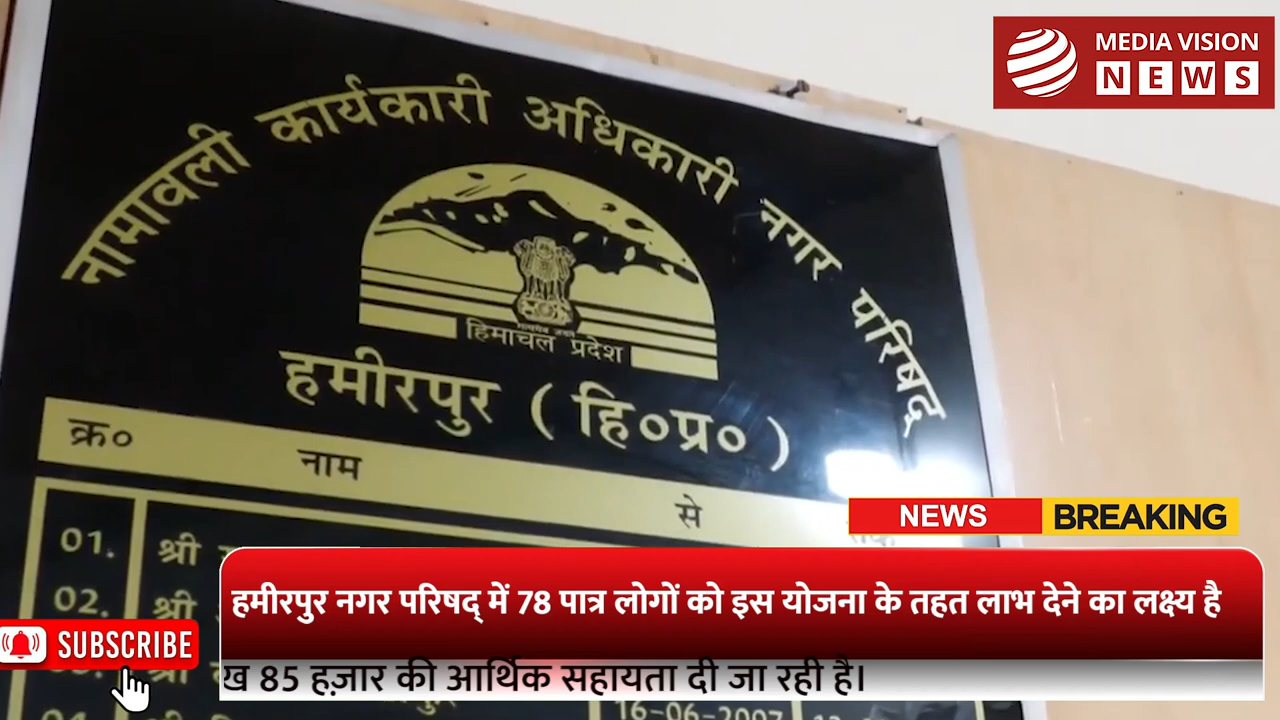 MEDIA VISION
NEWS
नामावली कार्यकारी अधिकारी नगर परिषद्
हिमाचल प्रदेश
हमीरपुर ( हि०प्र० )
क्र० नाम से
01. श्री
02. श्री
श्री
NEWS BREAKING
हमीरपुर नगर परिषद् में 78 पात्र लोगों को इस योजना के तहत लाभ देने का लक्ष्य है
SUBSCRIBE
ख 85 हज़ार की आर्थिक सहायता दी जा रही है।
16-06-2007